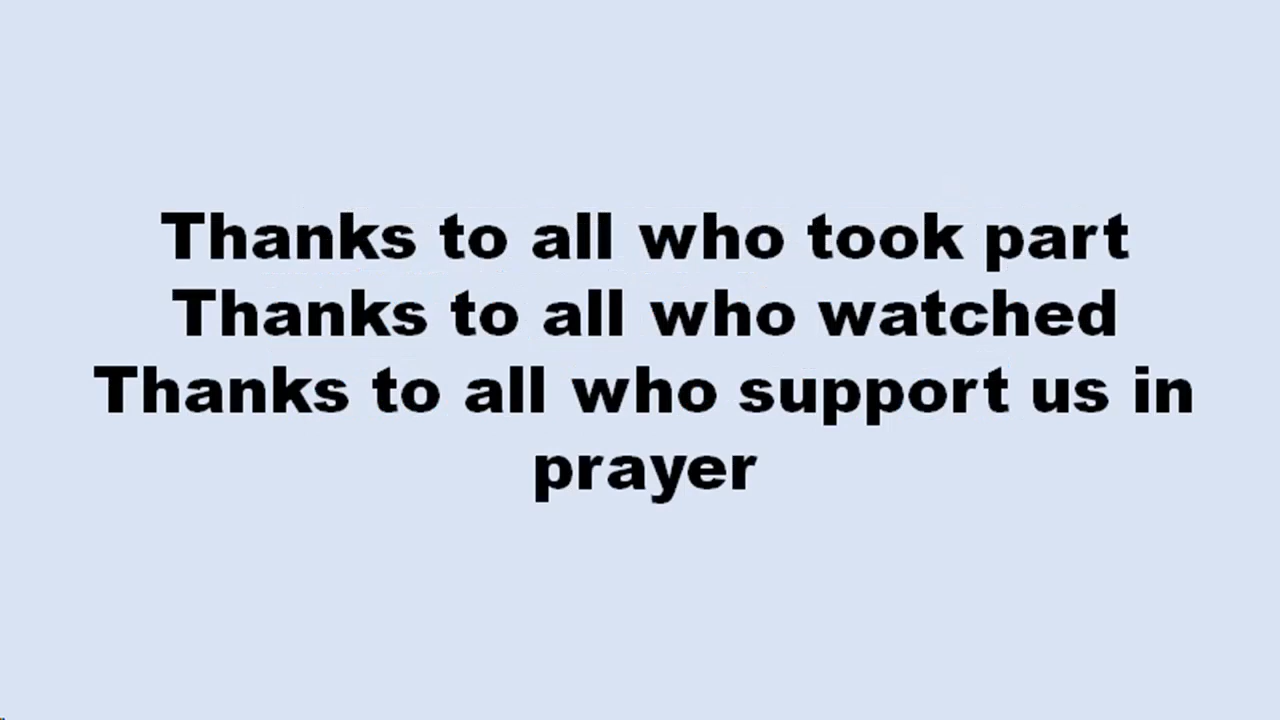 Thanks to all who took part
Thanks to all who watched
Thanks to all who support us in
prayer